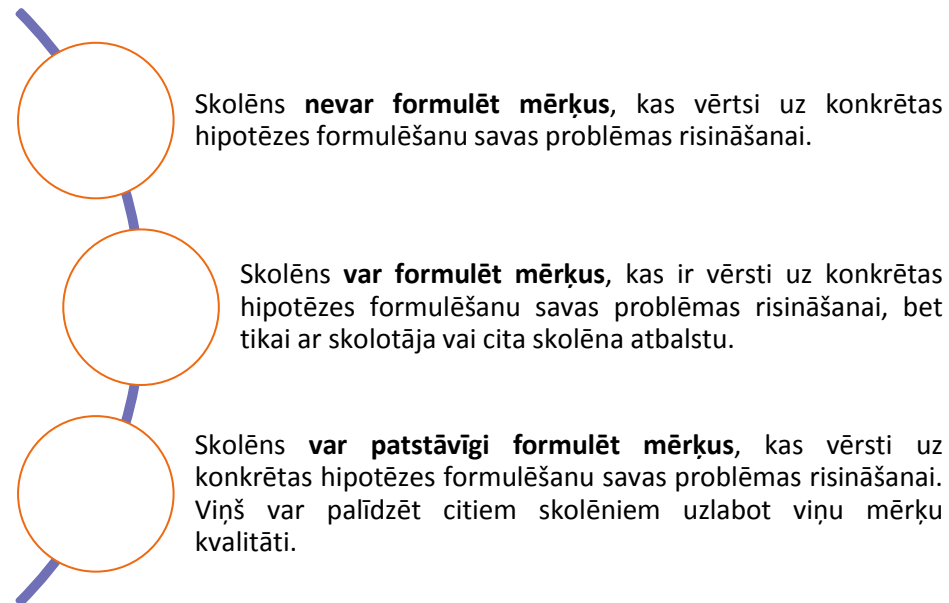 Skolēns nevar formulēt mērķus, kas vērtsi uz konkrētas
hipotēzes formulēšanu savas problēmas risināšanai.
Skolēns var formulēt mērķus, kas ir vērsti uz konkrētas
hipotēzes formulēšanu savas problēmas risināšanai, bet
tikai ar skolotāja vai cita skolēna atbalstu.
Skolēns var patstāvīgi formulēt mērķus, kas vērsti uz
konkrētas hipotēzes formulēšanu savas problēmas risināšanai.
Viņš var palīdzēt citiem skolēniem uzlabot viņu mērķu
kvalitāti.